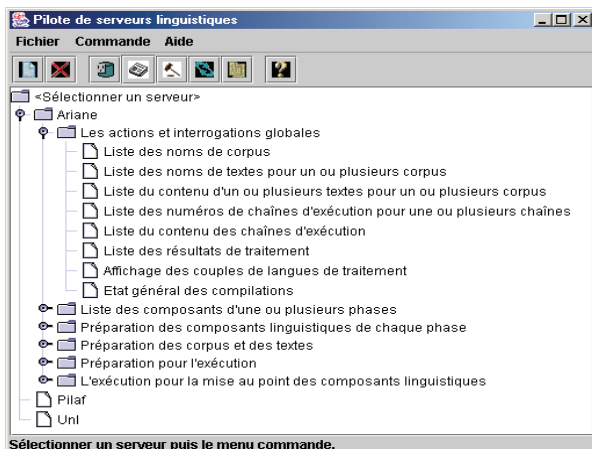 Pilote de serveurs linguistiques
Fichier Commande Aide
<Sélectionner un serveur>
Ariane
Les actions et interrogations globales
Liste des noms de corpus
Liste des noms de textes pour un ou plusieurs corpus
Liste du contenu d'un ou plusieurs textes pour un ou plusieurs corpus
Liste des numéros de chaînes d'exécution pour une ou plusieurs chaînes
Liste du contenu des chaînes d'exécution
Liste des résultats de traitement
Affichage des couples de langues de traitement
Etat général des compilations
Liste des composants d'une ou plusieurs phases
Préparation des composants linguistiques de chaque phase
Préparation des corpus et des textes
Préparation pour l'exécution
L'exécution pour la mise au point des composants linguistiques
Pilaf
Unl
Sélectionner un serveur puis le menu commande.